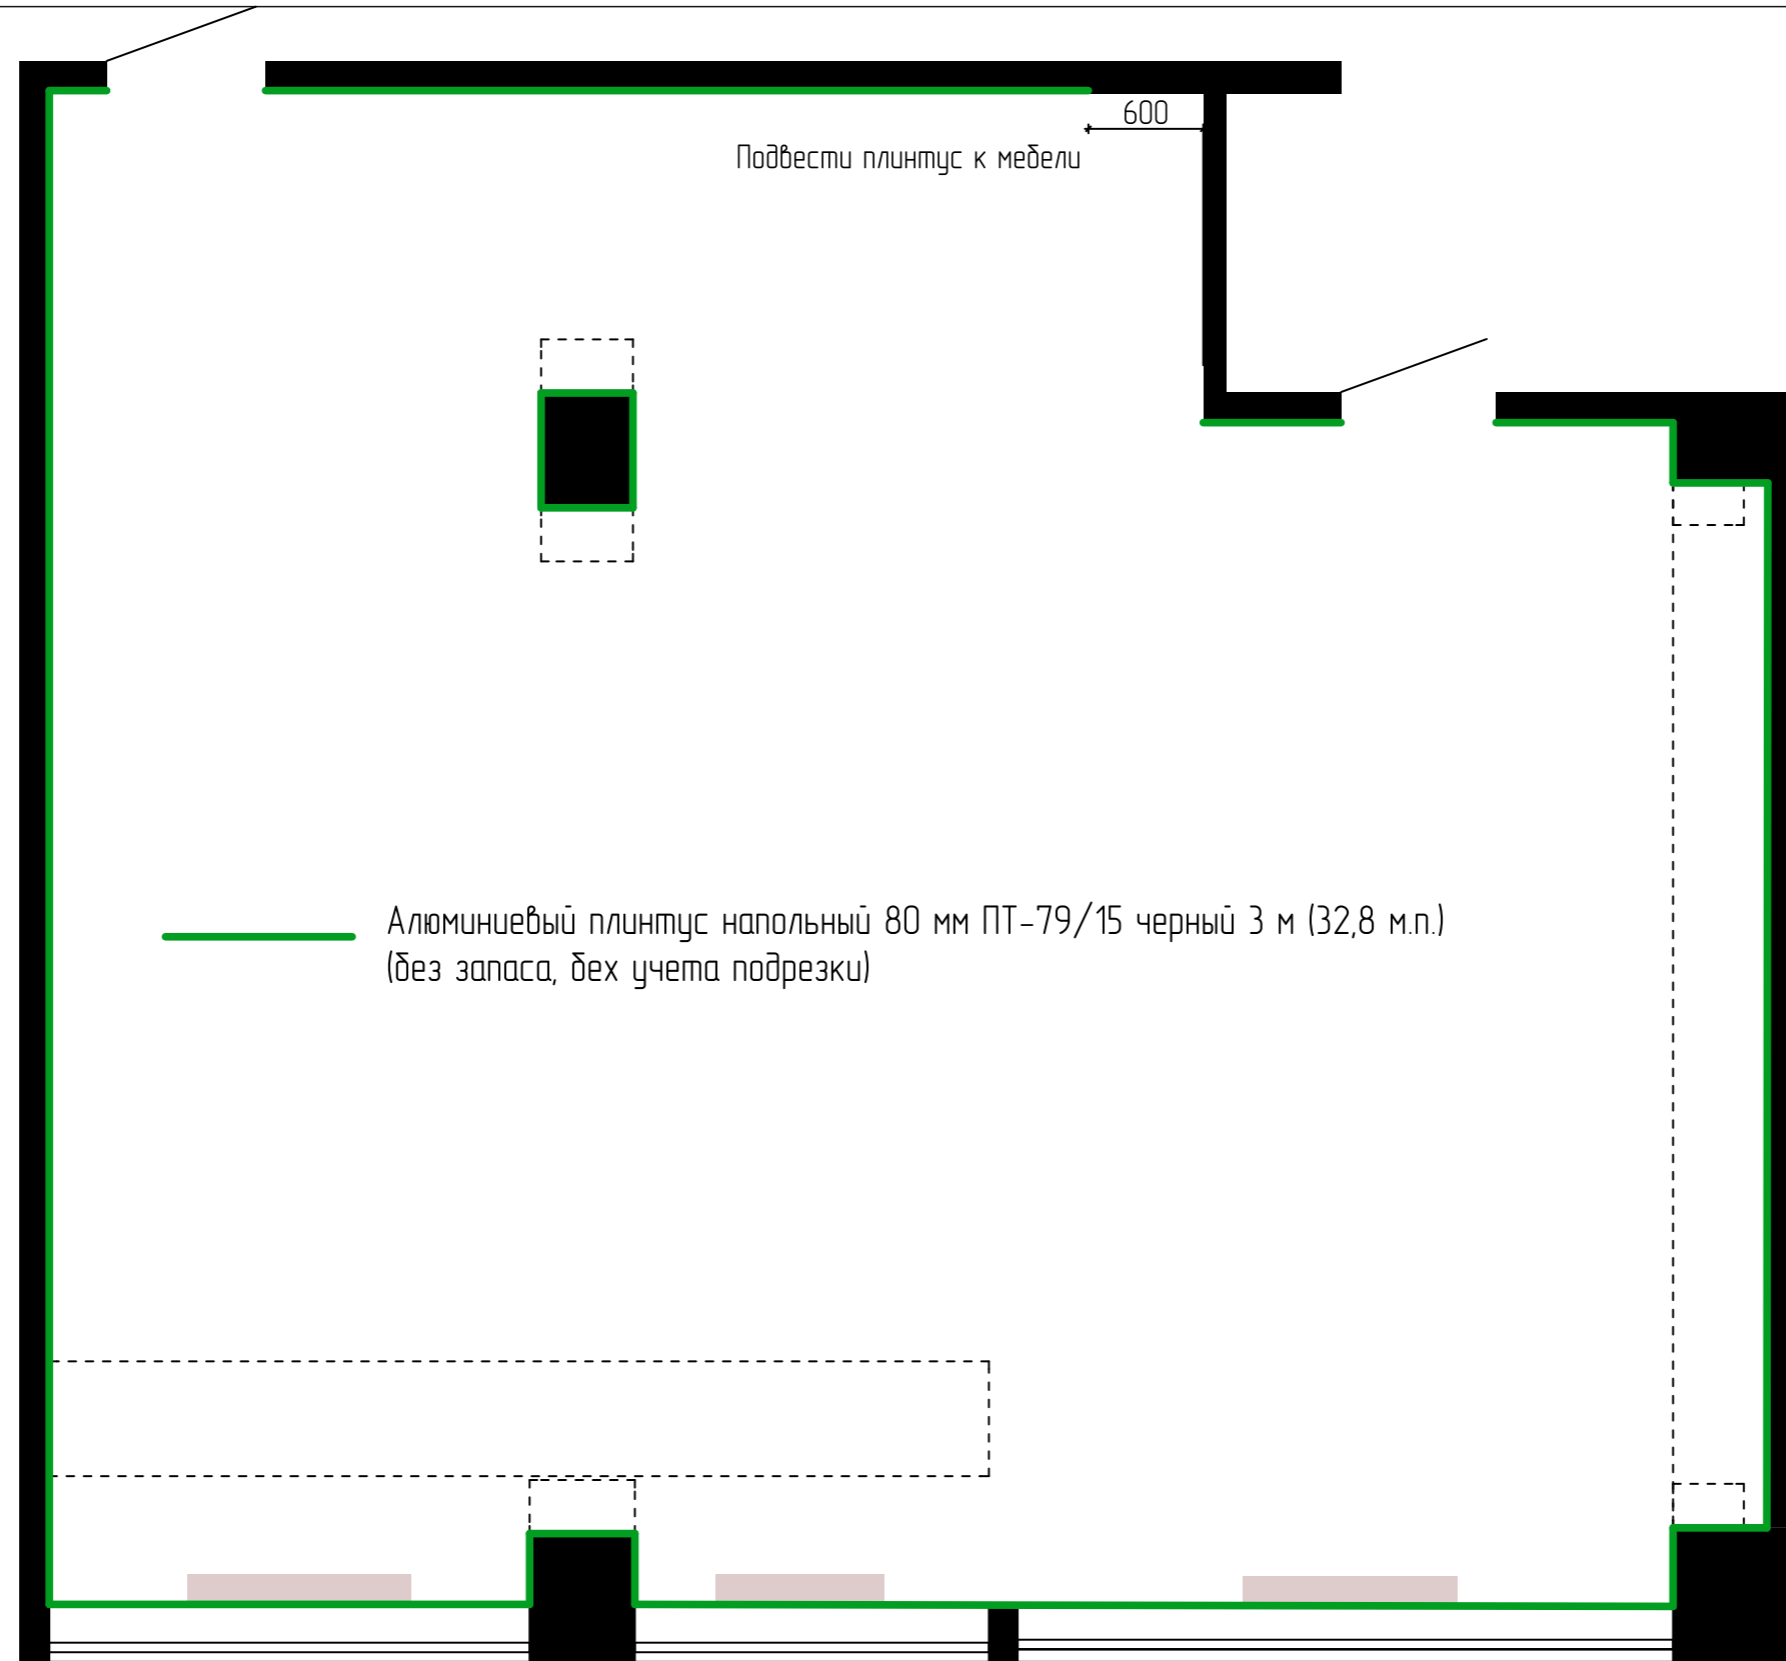 600
Подвести плинтус к мебели
Алюминиевый плинтус напольный 80 мм ПТ-79/15 черный 3 м (32,8 м.п.)
(без запаса, бех учета подрезки)